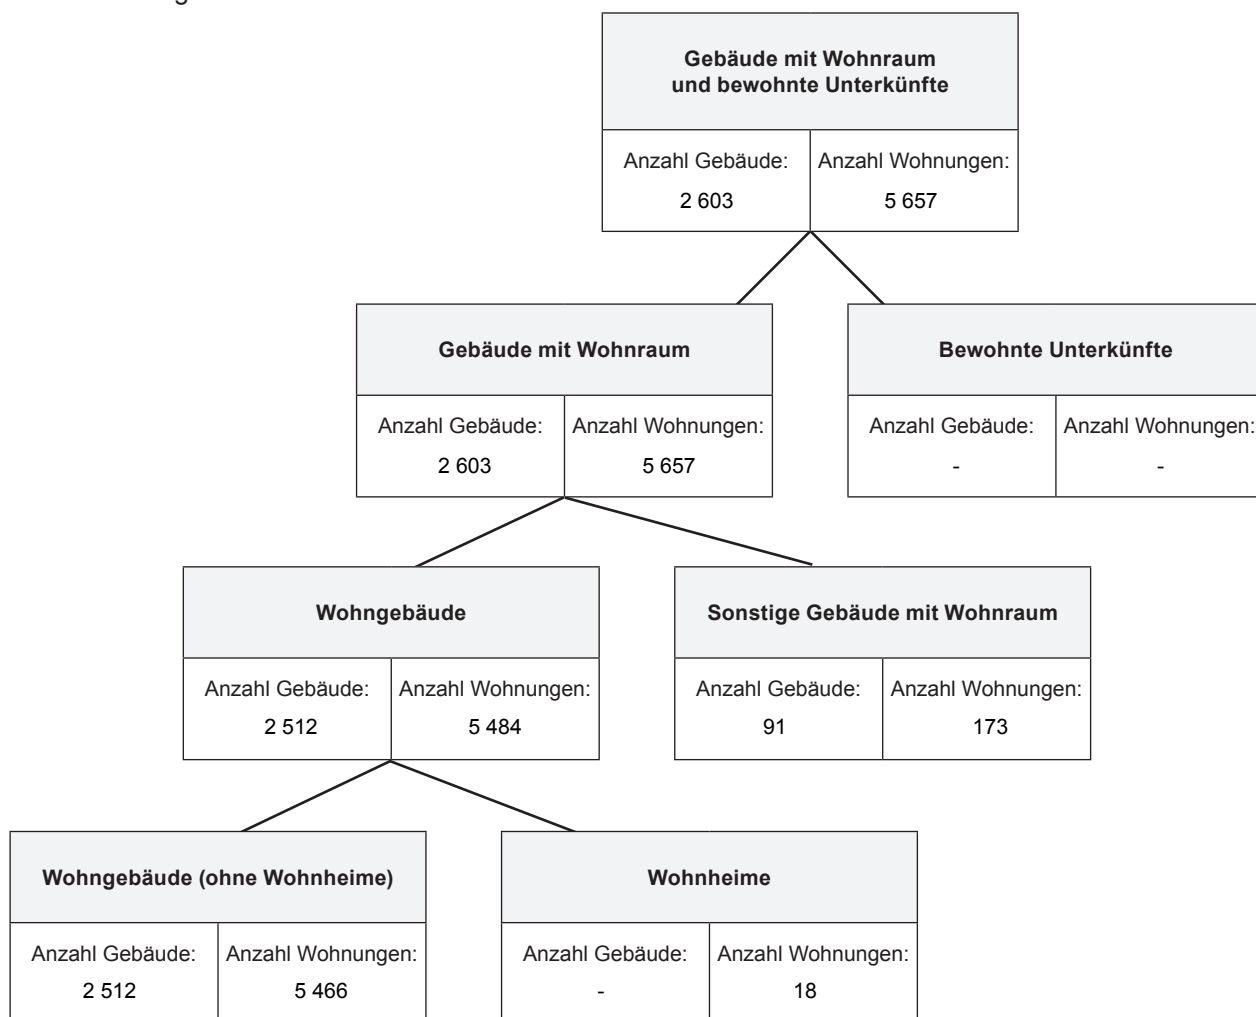 Gebäude mit Wohnraum
und bewohnte Unterkünfte
Anzahl Gebäude:
Anzahl Wohnungen:
2 603
5 657
Gebäude mit Wohnraum
Bewohnte Unterkünfte
Anzahl Gebäude:
Anzahl Wohnungen:
Anzahl Gebäude:
Anzahl Wohnungen:
2 603
5 657
-
-
Wohngebäude
Sonstige Gebäude mit Wohnraum
Anzahl Gebäude:
Anzahl Wohnungen:
Anzahl Gebäude:
Anzahl Wohnungen:
2 512
5 484
91
173
Wohngebäude (ohne Wohnheime)
Wohnheime
Anzahl Gebäude:
Anzahl Wohnungen:
Anzahl Gebäude:
Anzahl Wohnungen:
2 512
5 466
-
18